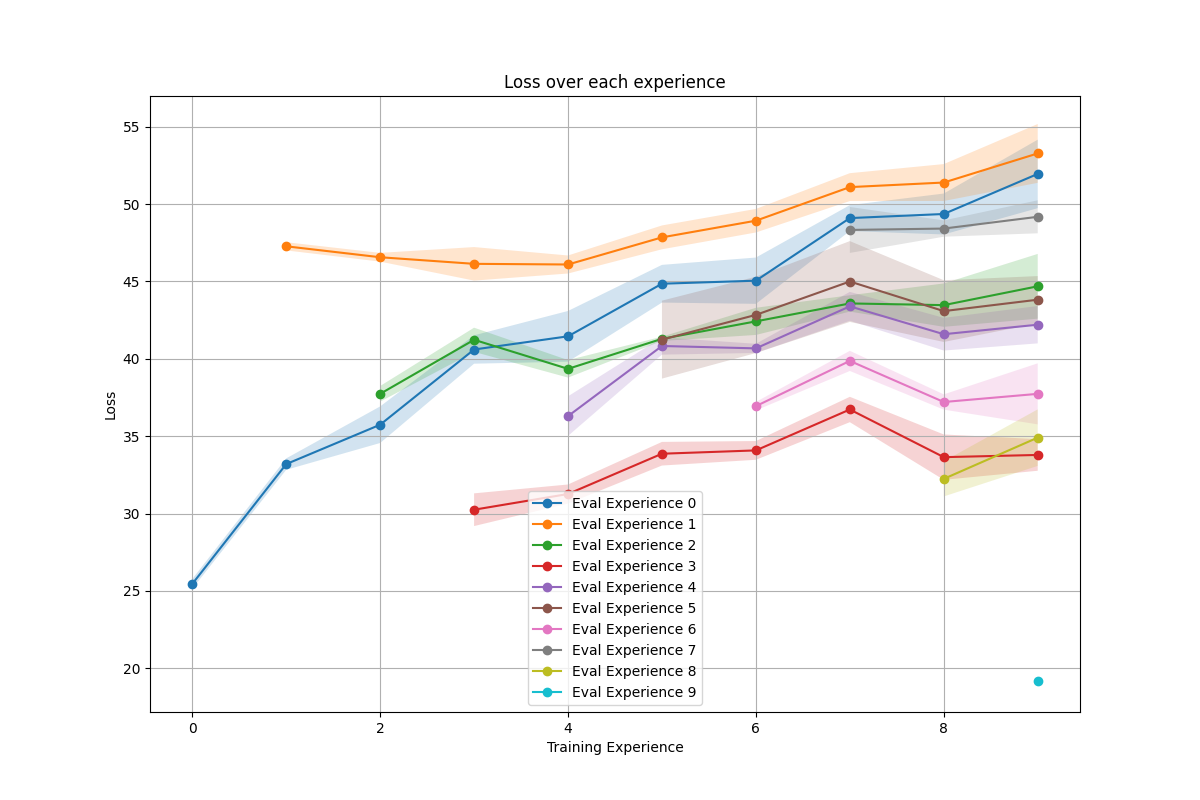 Loss over each experience
55
50
45
40
35
30
25
20
Loss
Eval Experience 0
Eval Experience 1
Eval Experience 2
Eval Experience 3
Eval Experience 4
Eval Experience 5
Eval Experience 6
Eval Experience 7
Eval Experience 8
Eval Experience 9
0 2 4 6 8
Training Experience